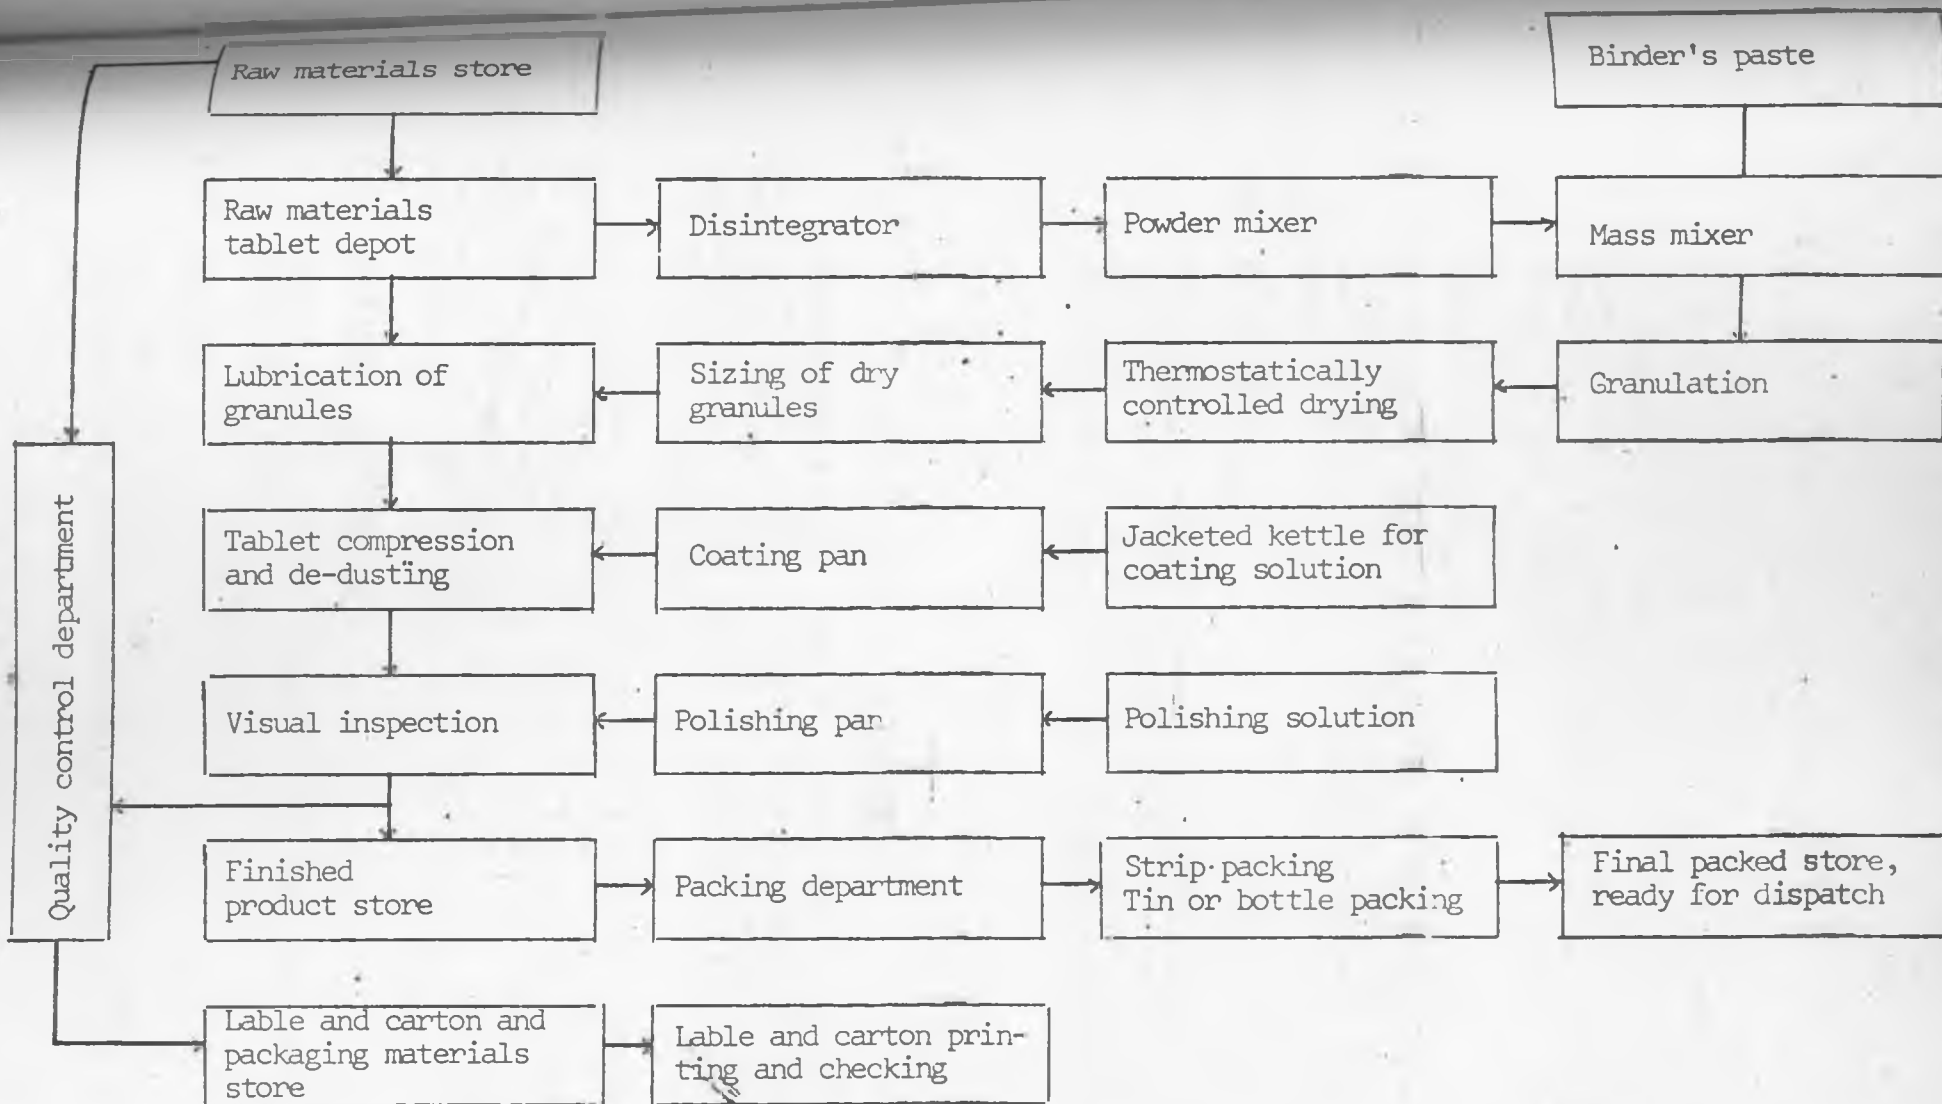 Raw materials store
Binder's paste
Raw materials
tablet depot
Disintegrator
Powder mixer
Mass mixer
Lubrication of
granules
Sizing of dry
granules
Thermostatically
controlled drying
Granulation
Quality control department
Tablet compression
and de-dusting
Coating pan
Jacketed kettle for
coating solution
Visual inspection
Polishing pan
Polishing solution
Finished
product store
Packing department
Strip packing
Tin or bottle packing
Final packed store,
ready for dispatch
Lable and carton and
packaging materials
store
Lable and carton prin-
ting and checking